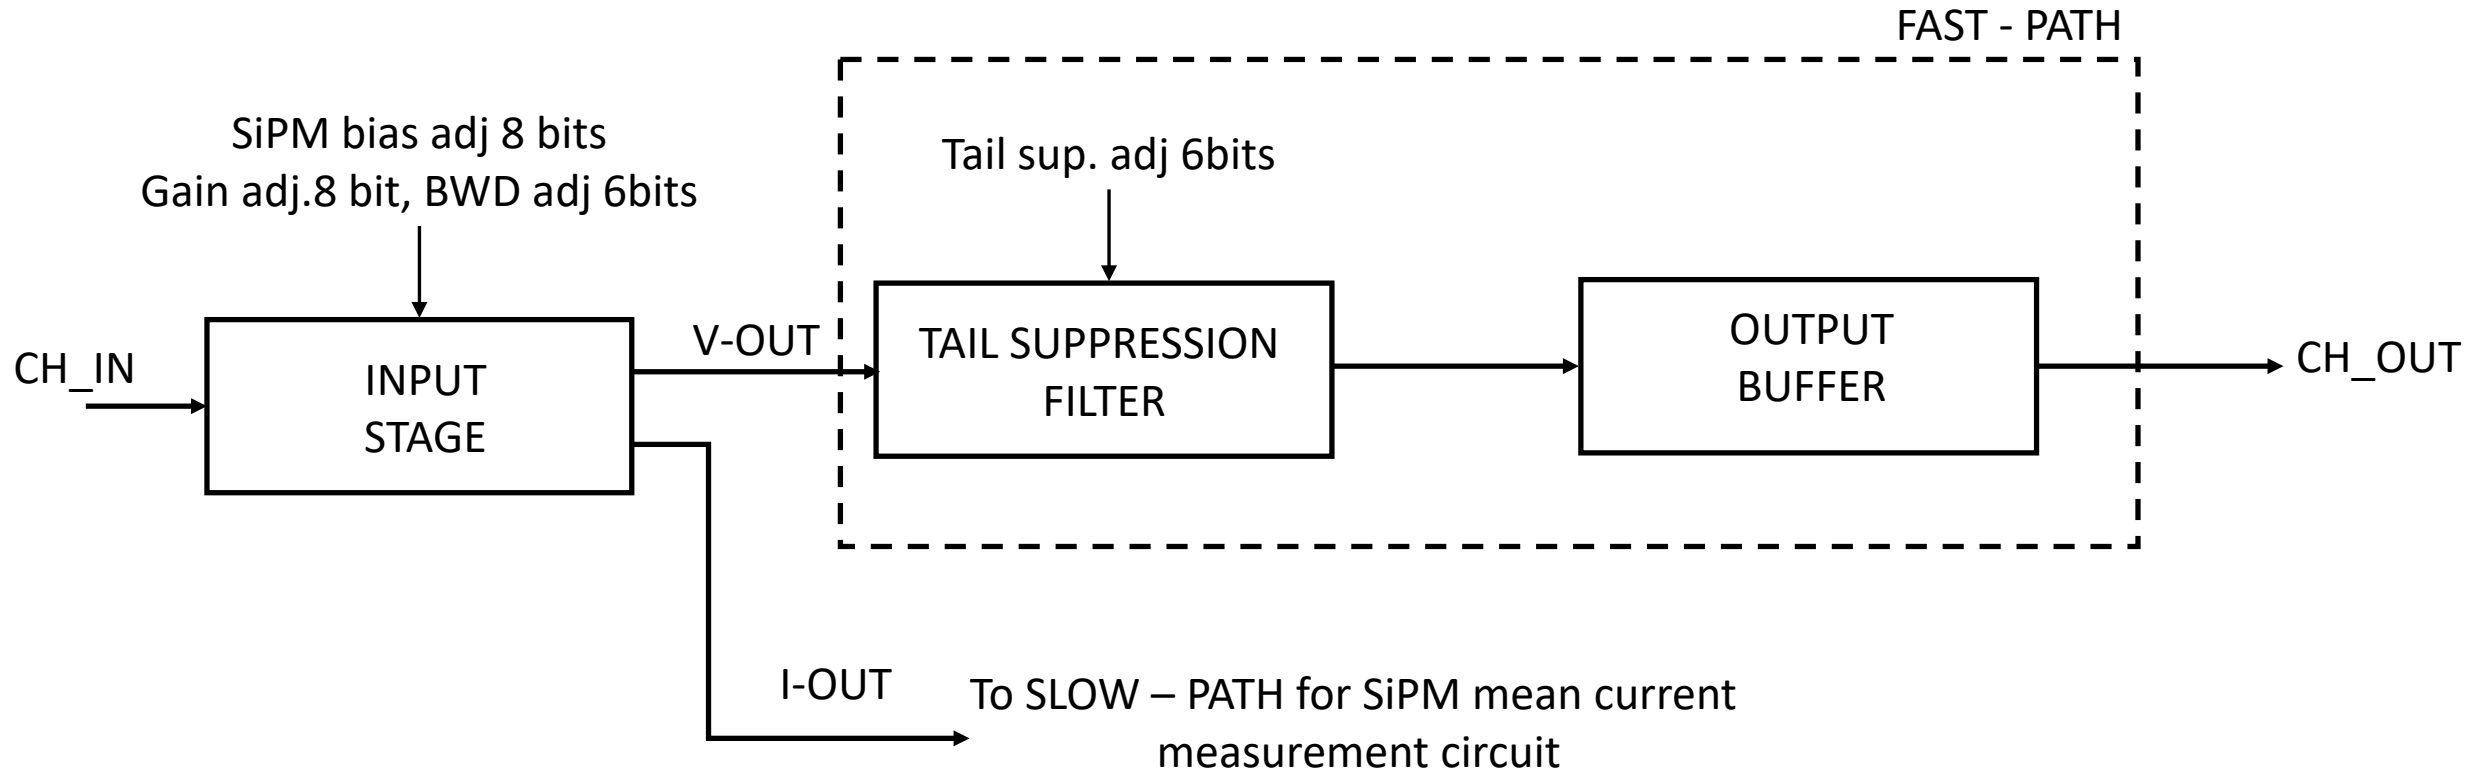 FAST - PATH
SiPM bias adj 8 bits
Gain adj.8 bit, BWD adj 6bits
Tail sup. adj 6bits
CH_IN
INPUT
STAGE
V-OUT
TAIL SUPPRESSION
FILTER
OUTPUT
BUFFER
CH_OUT
I-OUT
To SLOW – PATH for SiPM mean current
measurement circuit